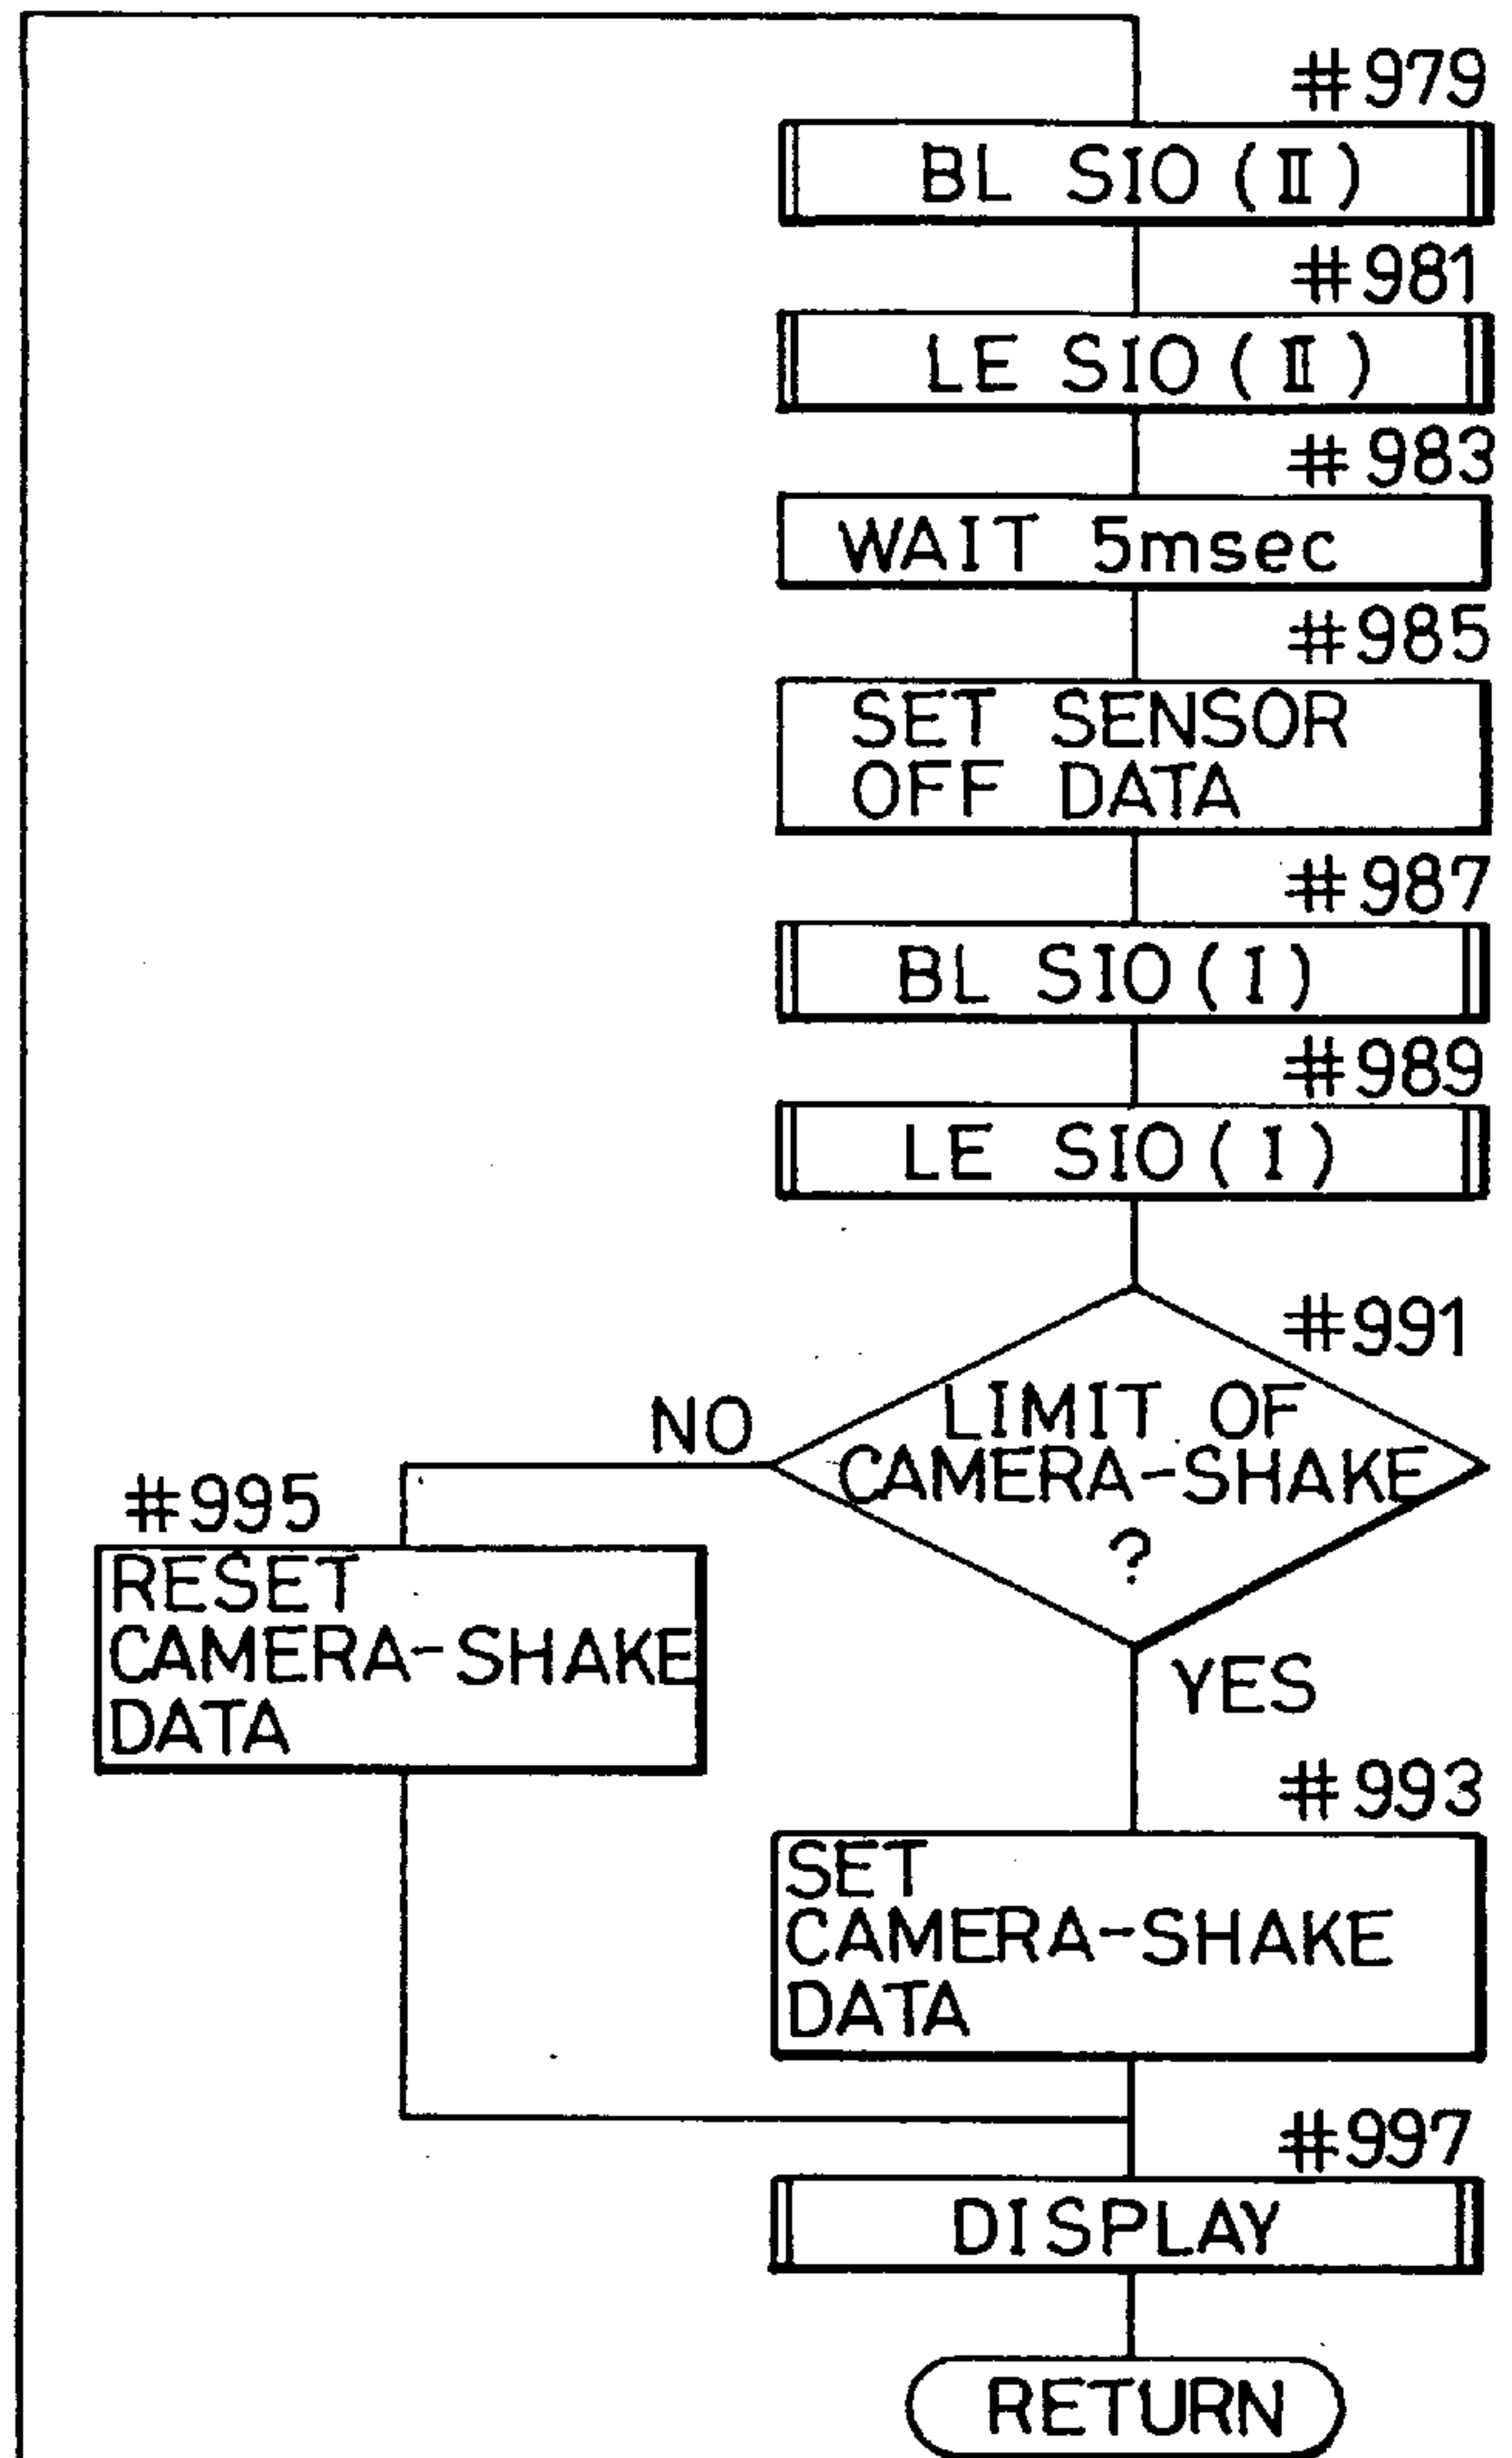 #979
BL SIO (II)
#981
LE SIO (II)
#983
WAIT 5msec
#985
SET SENSOR
OFF DATA
#987
BL SIO (I)
#989
LE SIO (I)
#991
LIMIT OF
CAMERA-SHAKE
?
NO
YES
#995
RESET
CAMERA-SHAKE
DATA
#993
SET
CAMERA-SHAKE
DATA
#997
DISPLAY
RETURN